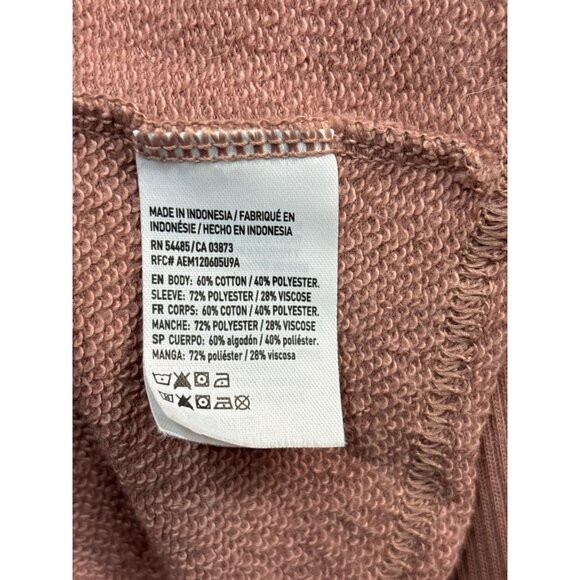 MADE IN INDONESIA / FABRIQUÉ EN
INDONÉSIE / HECHO EN INDONESIA
RN 54485/CA 03873
RFC# AEM120605U9A
EN BODY: 60% COTTON / 40% POLYESTER.
SLEEVE: 72% POLYESTER / 28% VISCOSE
FR CORPS: 60% COTON / 40% POLYESTER.
MANCHE: 72% POLYESTER / 28% VISCOSE
SP CUERPO: 60% algodón / 40% poliéster.
MANGA: 72% poliéster / 28% viscosa